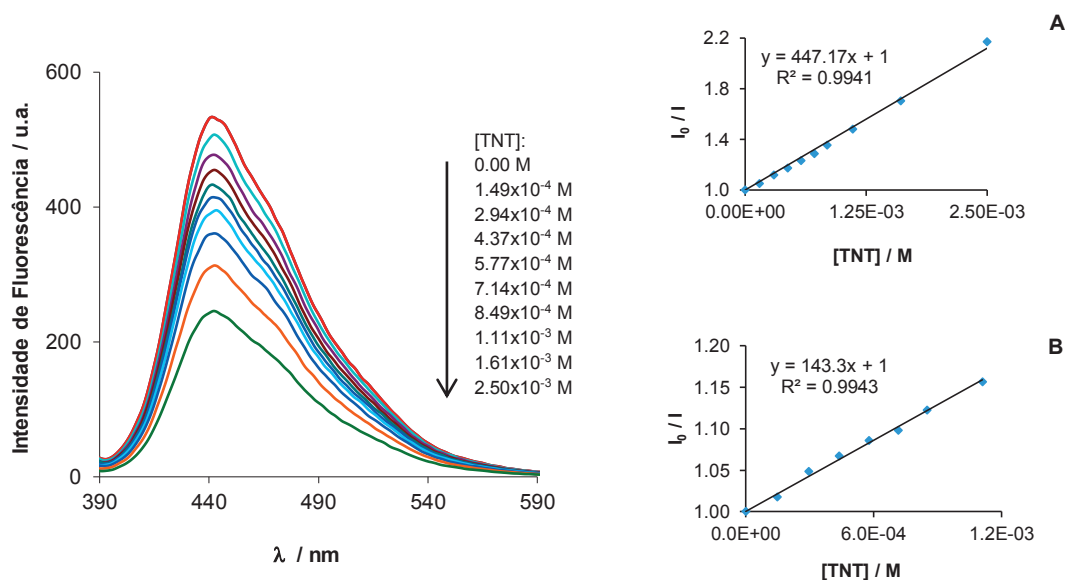 Intensidade de Fluorescência / u.a.
600
400
200
0
390
440
490
540
590
λ / nm
[TNT]:
0.00 M
1.49x10⁻⁴ M
2.94x10⁻⁴ M
4.37x10⁻⁴ M
5.77x10⁻⁴ M
7.14x10⁻⁴ M
8.49x10⁻⁴ M
1.11x10⁻³ M
1.61x10⁻³ M
2.50x10⁻³ M
A
I₀ / I
2.2
1.8
1.4
1.0
y = 447.17x + 1
R² = 0.9941
0.00E+00
1.25E-03
2.50E-03
[TNT] / M
B
I₀ / I
1.20
1.15
1.10
1.05
1.00
y = 143.3x + 1
R² = 0.9943
0.0E+00
6.0E-04
1.2E-03
[TNT] / M